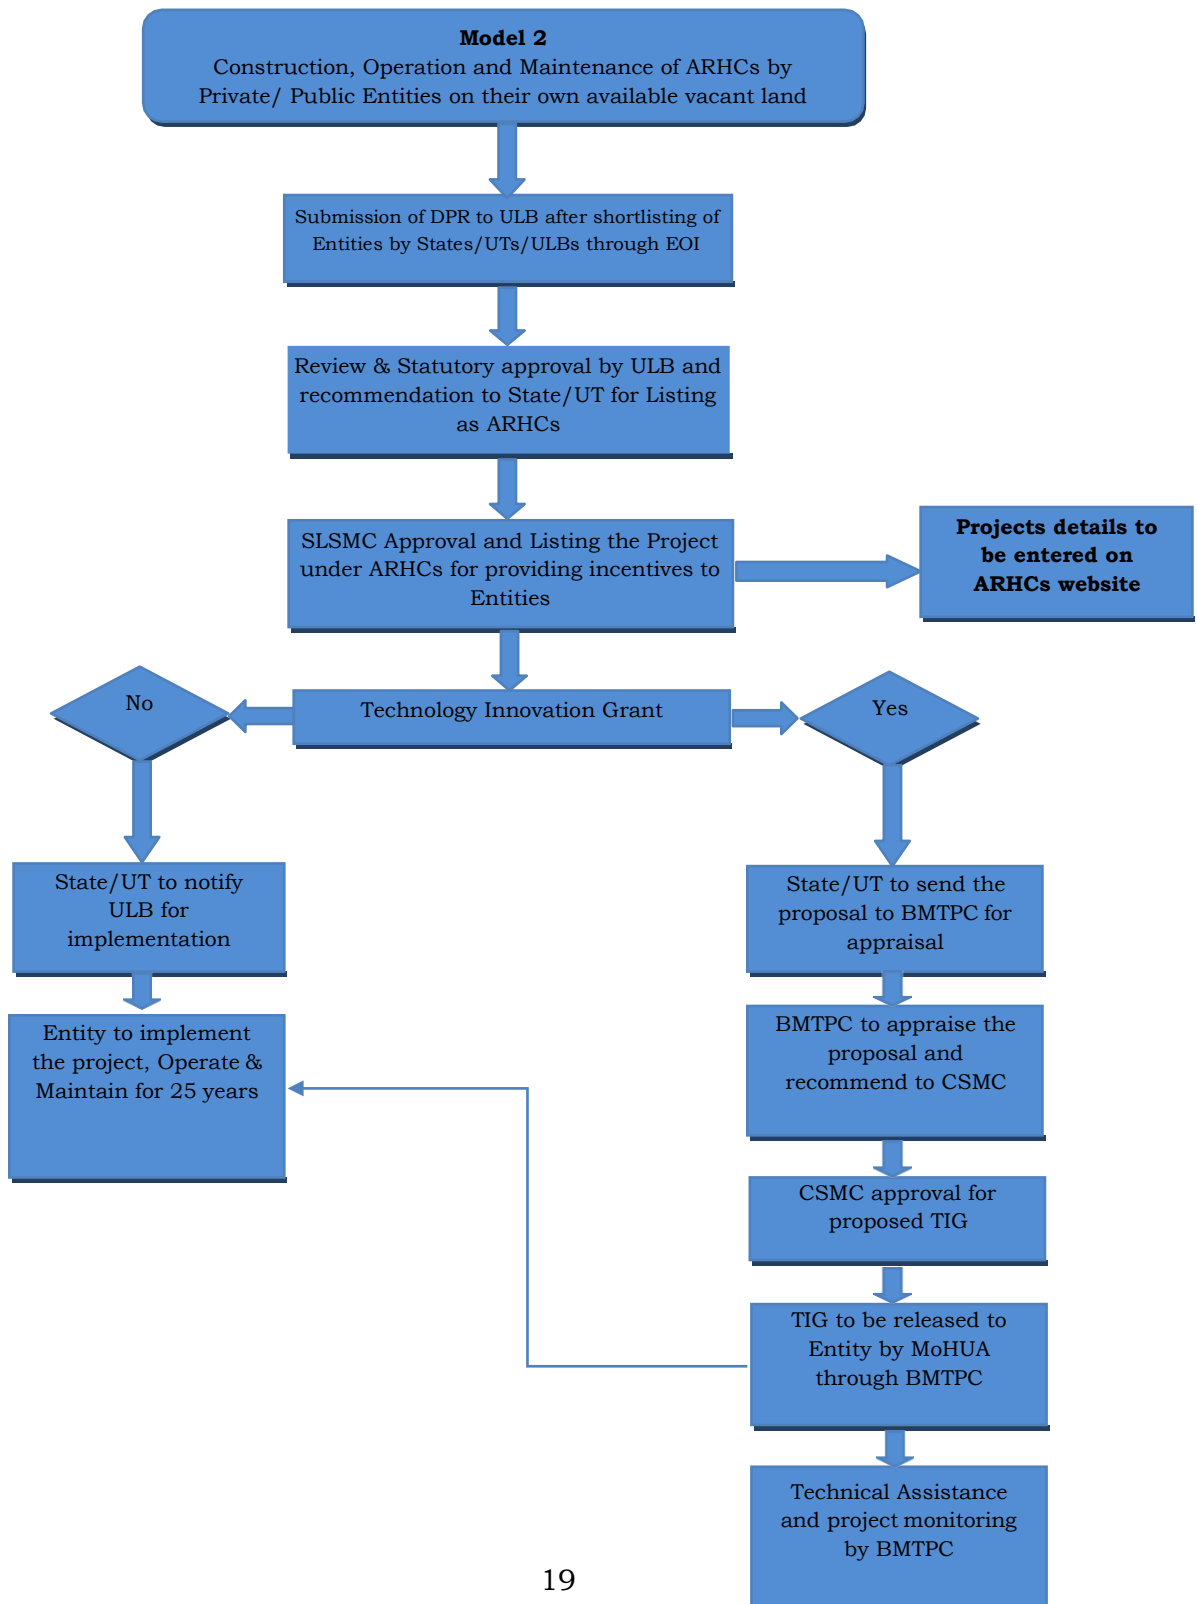 Model 2
Construction, Operation and Maintenance of ARHCs by
Private/ Public Entities on their own available vacant land
Submission of DPR to ULB after shortlisting of
Entities by States/UTs/ULBs through EOI
Review & Statutory approval by ULB and
recommendation to State/UT for Listing
as ARHCs
SLSMC Approval and Listing the Project
under ARHCs for providing incentives to
Entities
Projects details to
be entered on
ARHCs website
No
Technology Innovation Grant
Yes
State/UT to notify
ULB for
implementation
Entity to implement
the project, Operate &
Maintain for 25 years
State/UT to send the
proposal to BMTPC for
appraisal
BMTPC to appraise the
proposal and
recommend to CSMC
CSMC approval for
proposed TIG
TIG to be released to
Entity by MoHUA
through BMTPC
Technical Assistance
and project monitoring
by BMTPC
19